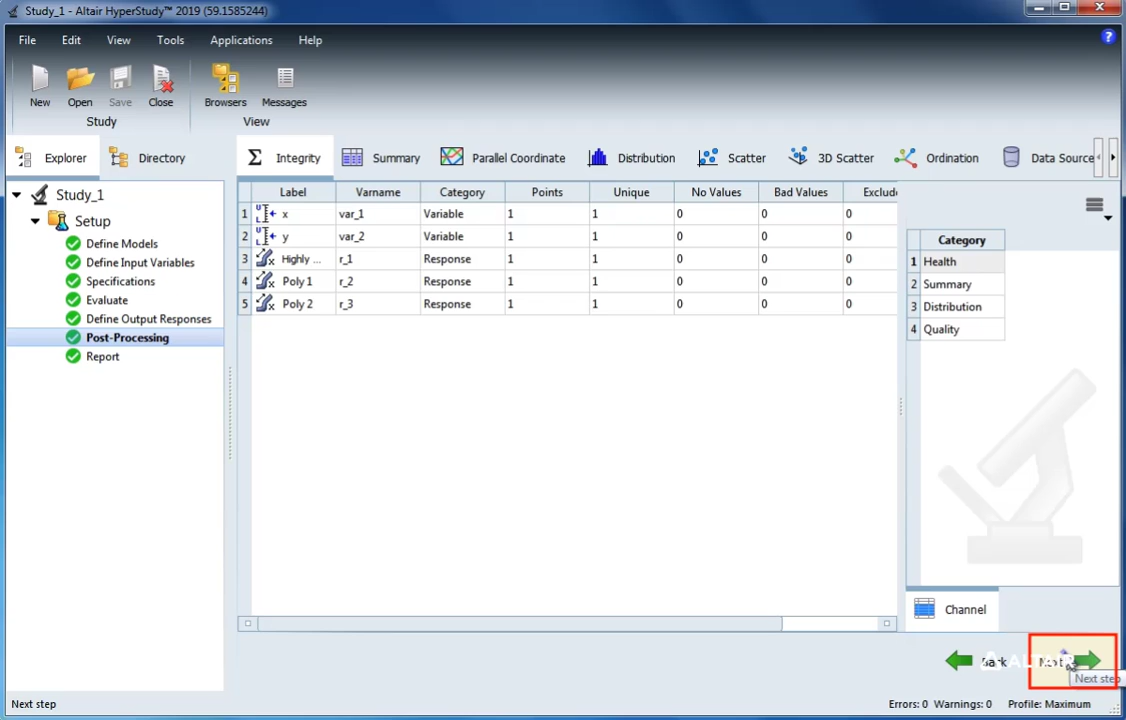 Study_1 - Altair HyperStudy™ 2019 (59.1585244)
File Edit View Tools Applications Help
New Open Save Close Browsers Messages
Study View
Explorer Directory Integrity Summary Parallel Coordinate Distribution Scatter 3D Scatter Ordination Data Source
Study_1
Setup
Define Models
Define Input Variables
Specifications
Evaluate
Define Output Responses
Post-Processing
Report
Label Varname Category Points Unique No Values Bad Values Exclude
1 x var_1 Variable 1 1 0 0 0
2 y var_2 Variable 1 1 0 0 0
3 Highly ... r_1 Response 1 1 0 0 0
4 Poly 1 r_2 Response 1 1 0 0 0
5 Poly 2 r_3 Response 1 1 0 0 0
Category
1 Health
2 Summary
3 Distribution
4 Quality
Channel
Back ALTAIR
Next step
Next step Errors: 0 Warnings: 0 Profile: Maximum